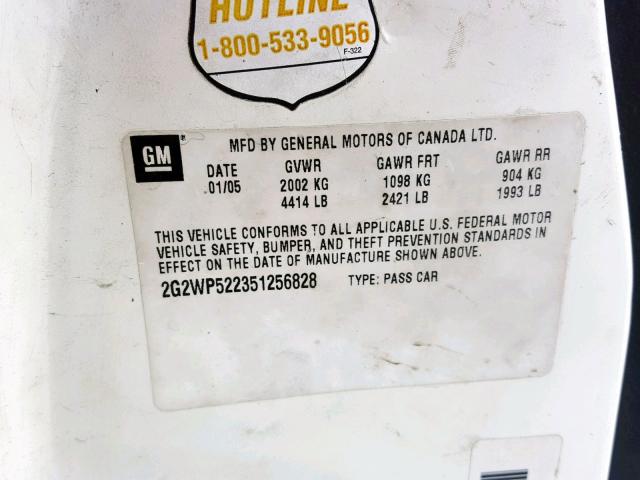 HOTLINE
1-800-533-9056
F-322
GM
MFD BY GENERAL MOTORS OF CANADA LTD.
DATE GVWR GAWR FRT GAWR RR
01/05 2002 KG 1098 KG 904 KG
4414 LB 2421 LB 1993 LB
THIS VEHICLE CONFORMS TO ALL APPLICABLE U.S. FEDERAL MOTOR
VEHICLE SAFETY, BUMPER, AND THEFT PREVENTION STANDARDS IN
EFFECT ON THE DATE OF MANUFACTURE SHOWN ABOVE.
2G2WP522351256828 TYPE: PASS CAR